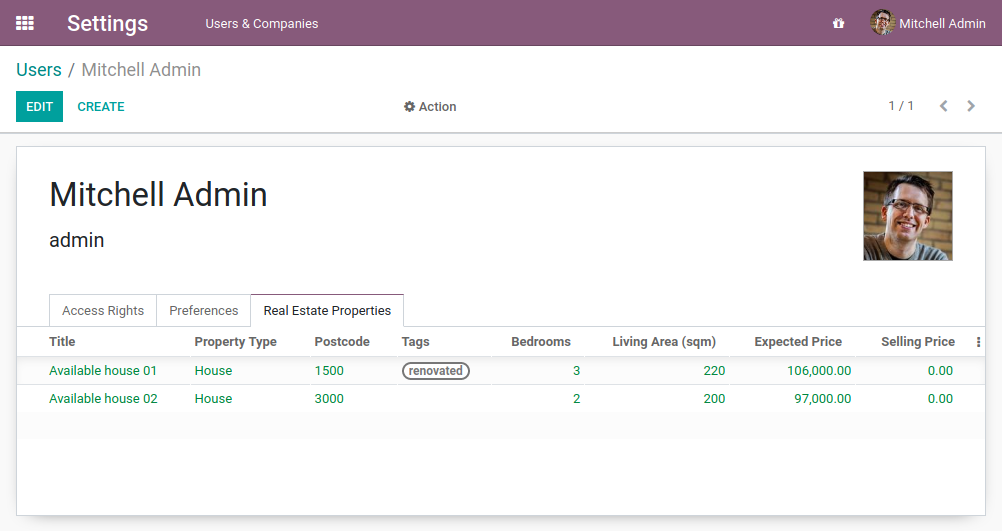 Settings Users & Companies Mitchell Admin
Users / Mitchell Admin
EDIT CREATE Action 1 / 1
Mitchell Admin
admin
Access Rights Preferences Real Estate Properties
Title Property Type Postcode Tags Bedrooms Living Area (sqm) Expected Price Selling Price
Available house 01 House 1500 renovated 3 220 106,000.00 0.00
Available house 02 House 3000 2 200 97,000.00 0.00